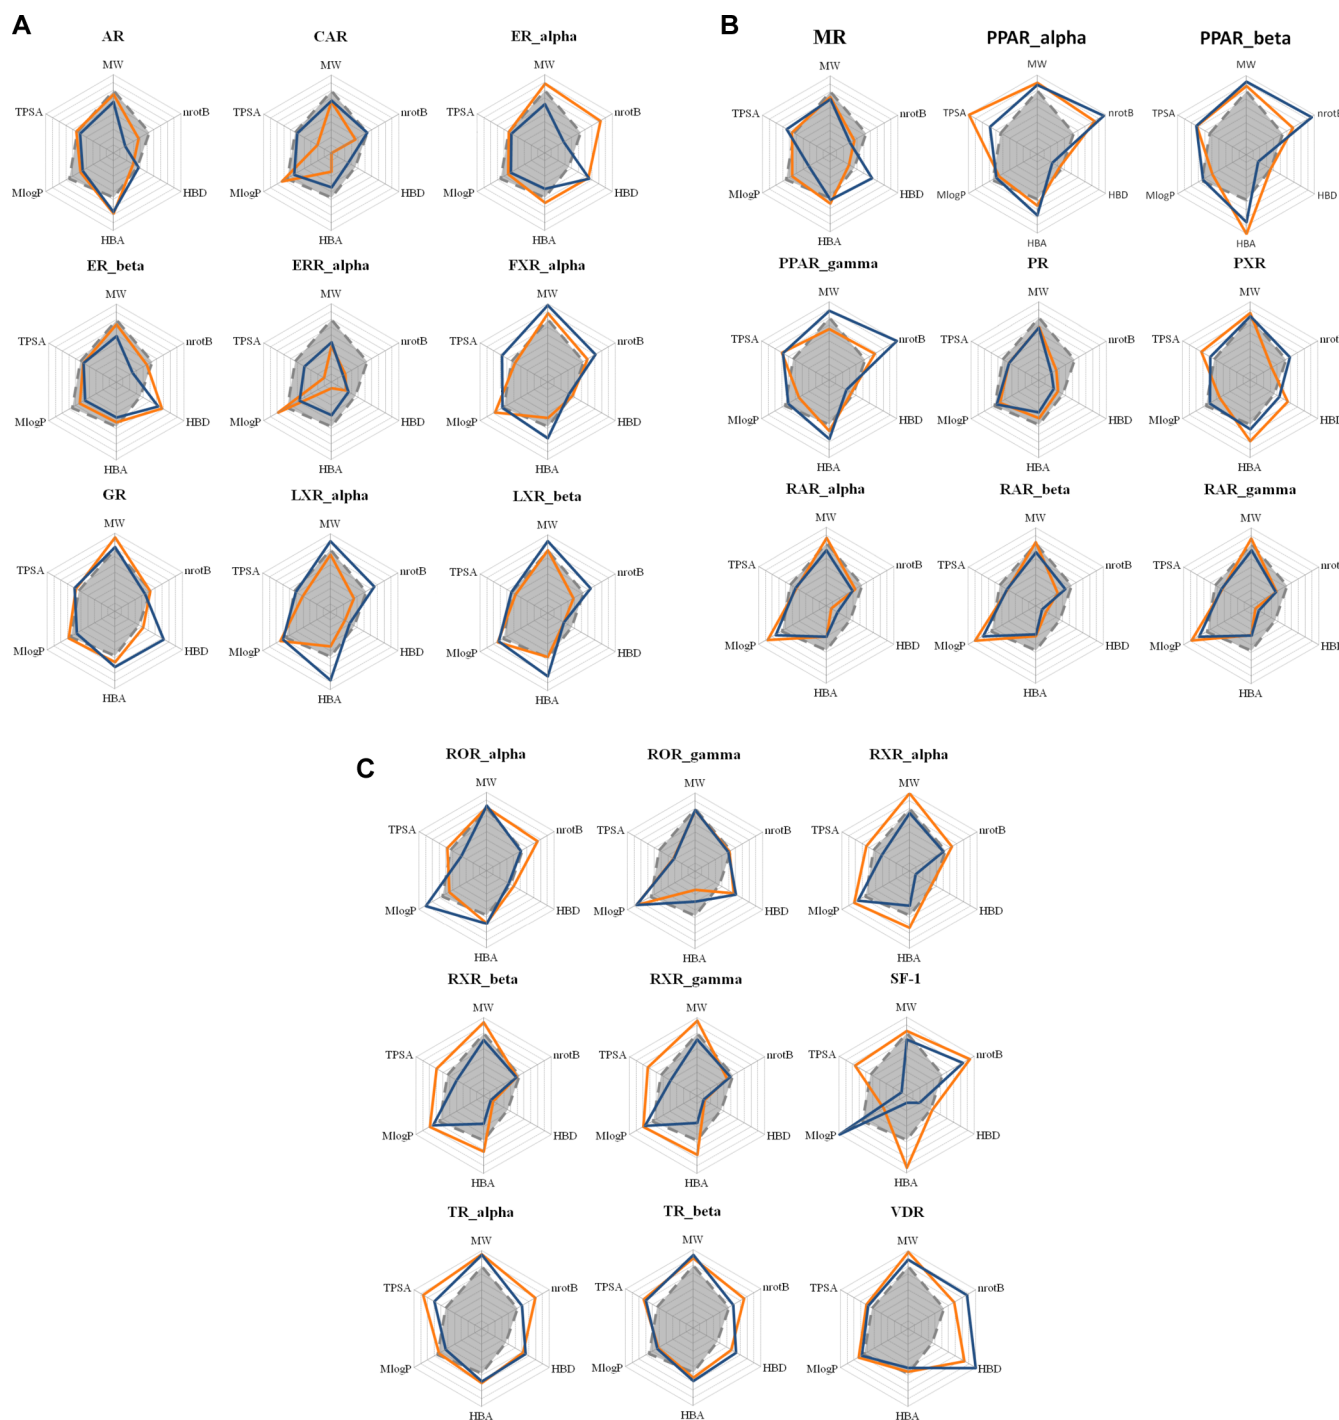 A
AR
CAR
ER_alpha
MW
MW
MW
TPSA
nrotB
TPSA
nrotB
TPSA
nrotB
MlogP
HBD
MlogP
HBD
MlogP
HBD
HBA
HBA
HBA
ER_beta
ERR_alpha
FXR_alpha
MW
MW
MW
TPSA
nrotB
TPSA
nrotB
TPSA
nrotB
MlogP
HBD
MlogP
HBD
MlogP
HBD
HBA
HBA
HBA
GR
LXR_alpha
LXR_beta
MW
MW
MW
TPSA
nrotB
TPSA
nrotB
TPSA
nrotB
MlogP
HBD
MlogP
HBD
MlogP
HBD
HBA
HBA
HBA
B
MR
PPAR_alpha
PPAR_beta
MW
MW
MW
TPSA
nrotB
TPSA
nrotB
TPSA
nrotB
MlogP
HBD
MlogP
HBD
MlogP
HBD
HBA
HBA
HBA
PPAR_gamma
PR
PXR
MW
MW
MW
TPSA
nrotB
TPSA
nrotB
TPSA
nrotB
MlogP
HBD
MlogP
HBD
MlogP
HBD
HBA
HBA
HBA
RAR_alpha
RAR_beta
RAR_gamma
MW
MW
MW
TPSA
nrotB
TPSA
nrotB
TPSA
nrotB
MlogP
HBD
MlogP
HBD
MlogP
HBD
HBA
HBA
HBA
C
ROR_alpha
ROR_gamma
RXR_alpha
MW
MW
MW
TPSA
nrotB
TPSA
nrotB
TPSA
nrotB
MlogP
HBD
MlogP
HBD
MlogP
HBD
HBA
HBA
HBA
RXR_beta
RXR_gamma
SF-1
MW
MW
MW
TPSA
nrotB
TPSA
nrotB
TPSA
nrotB
MlogP
HBD
MlogP
HBD
MlogP
HBD
HBA
HBA
HBA
TR_alpha
TR_beta
VDR
MW
MW
MW
TPSA
nrotB
TPSA
nrotB
TPSA
nrotB
MlogP
HBD
MlogP
HBD
MlogP
HBD
HBA
HBA
HBA